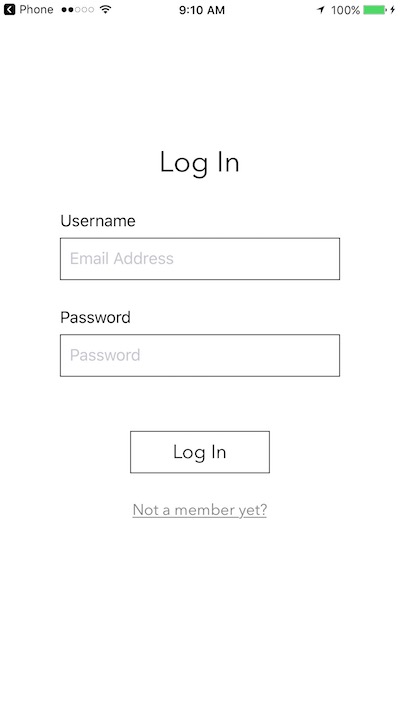 Phone 9:10 AM 100%
Log In
Username
Email Address
Password
Password
Log In
Not a member yet?